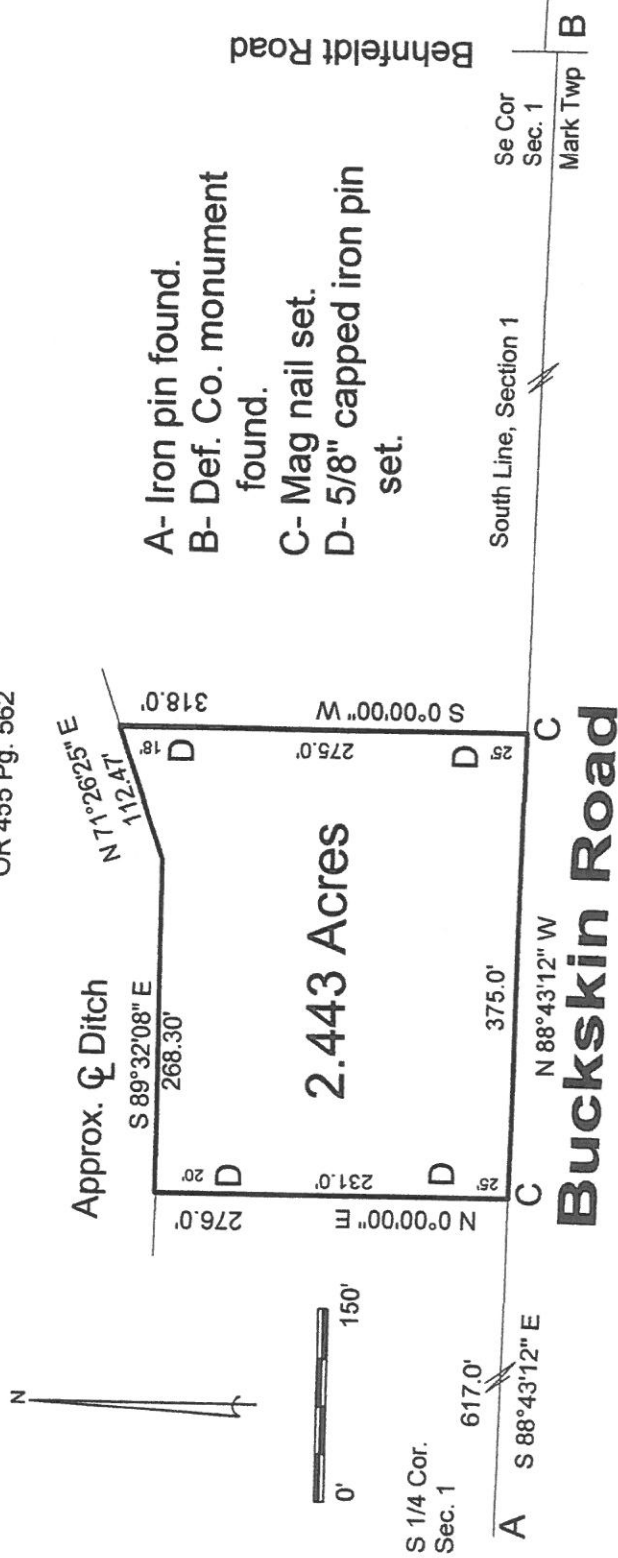 OR 455 Pg. 562
N
0' 150'
Approx. ℄ Ditch
S 89°32'08" E
268.30'
N 71°26'25" E
112.47'
276.0'
N 0°00'00" E
20'
D
231.0'
D
25'
2.443 Acres
318.0'
S 0°00'00" W
18'
D
275.0'
D
25'
375.0'
N 88°43'12" W
C
C
Buckskin Road
S 1/4 Cor.
Sec. 1
617.0'
A
S 88°43'12" E
A- Iron pin found.
B- Def. Co. monument
found.
C- Mag nail set.
D- 5/8" capped iron pin
set.
South Line, Section 1
Behnfeldt Road
Se Cor
Sec. 1
Mark Twp
B